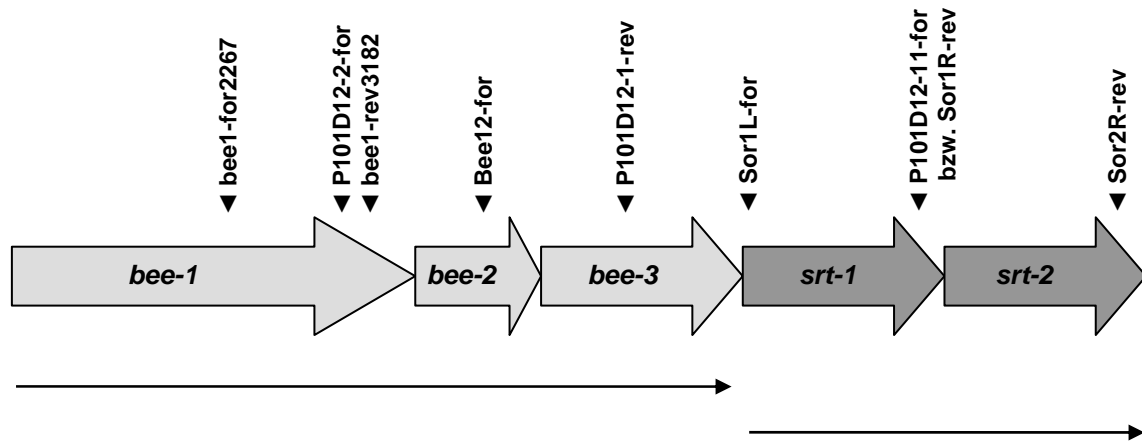 bee1-for2267
P101D12-2-for
bee1-rev3182
Bee12-for
P101D12-1-rev
Sor1L-for
P101D12-11-for
bzw. Sor1R-rev
Sor2R-rev
bee-1
bee-2
bee-3
srt-1
srt-2